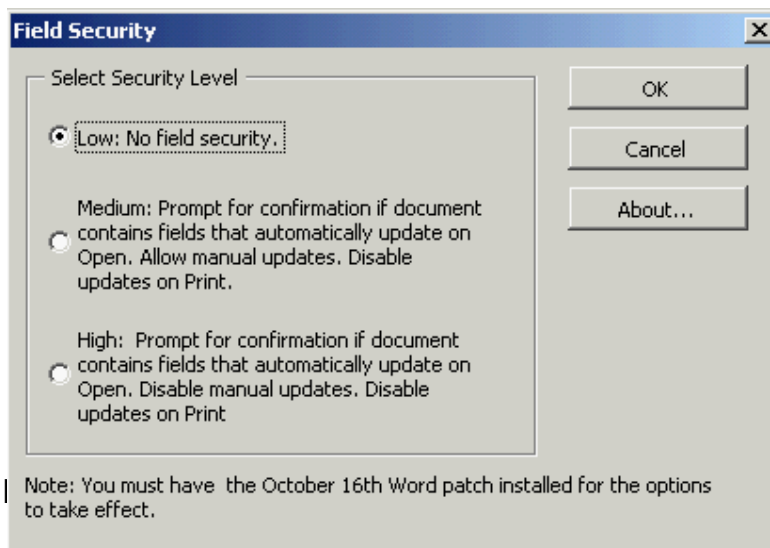 Field Security
Select Security Level
OK
Low: No field security.
Cancel
Medium: Prompt for confirmation if document
contains fields that automatically update on
Open. Allow manual updates. Disable
updates on Print.
About...
High:  Prompt for confirmation if document
contains fields that automatically update on
Open. Disable manual updates. Disable
updates on Print
Note: You must have  the October 16th Word patch installed for the options
to take effect.